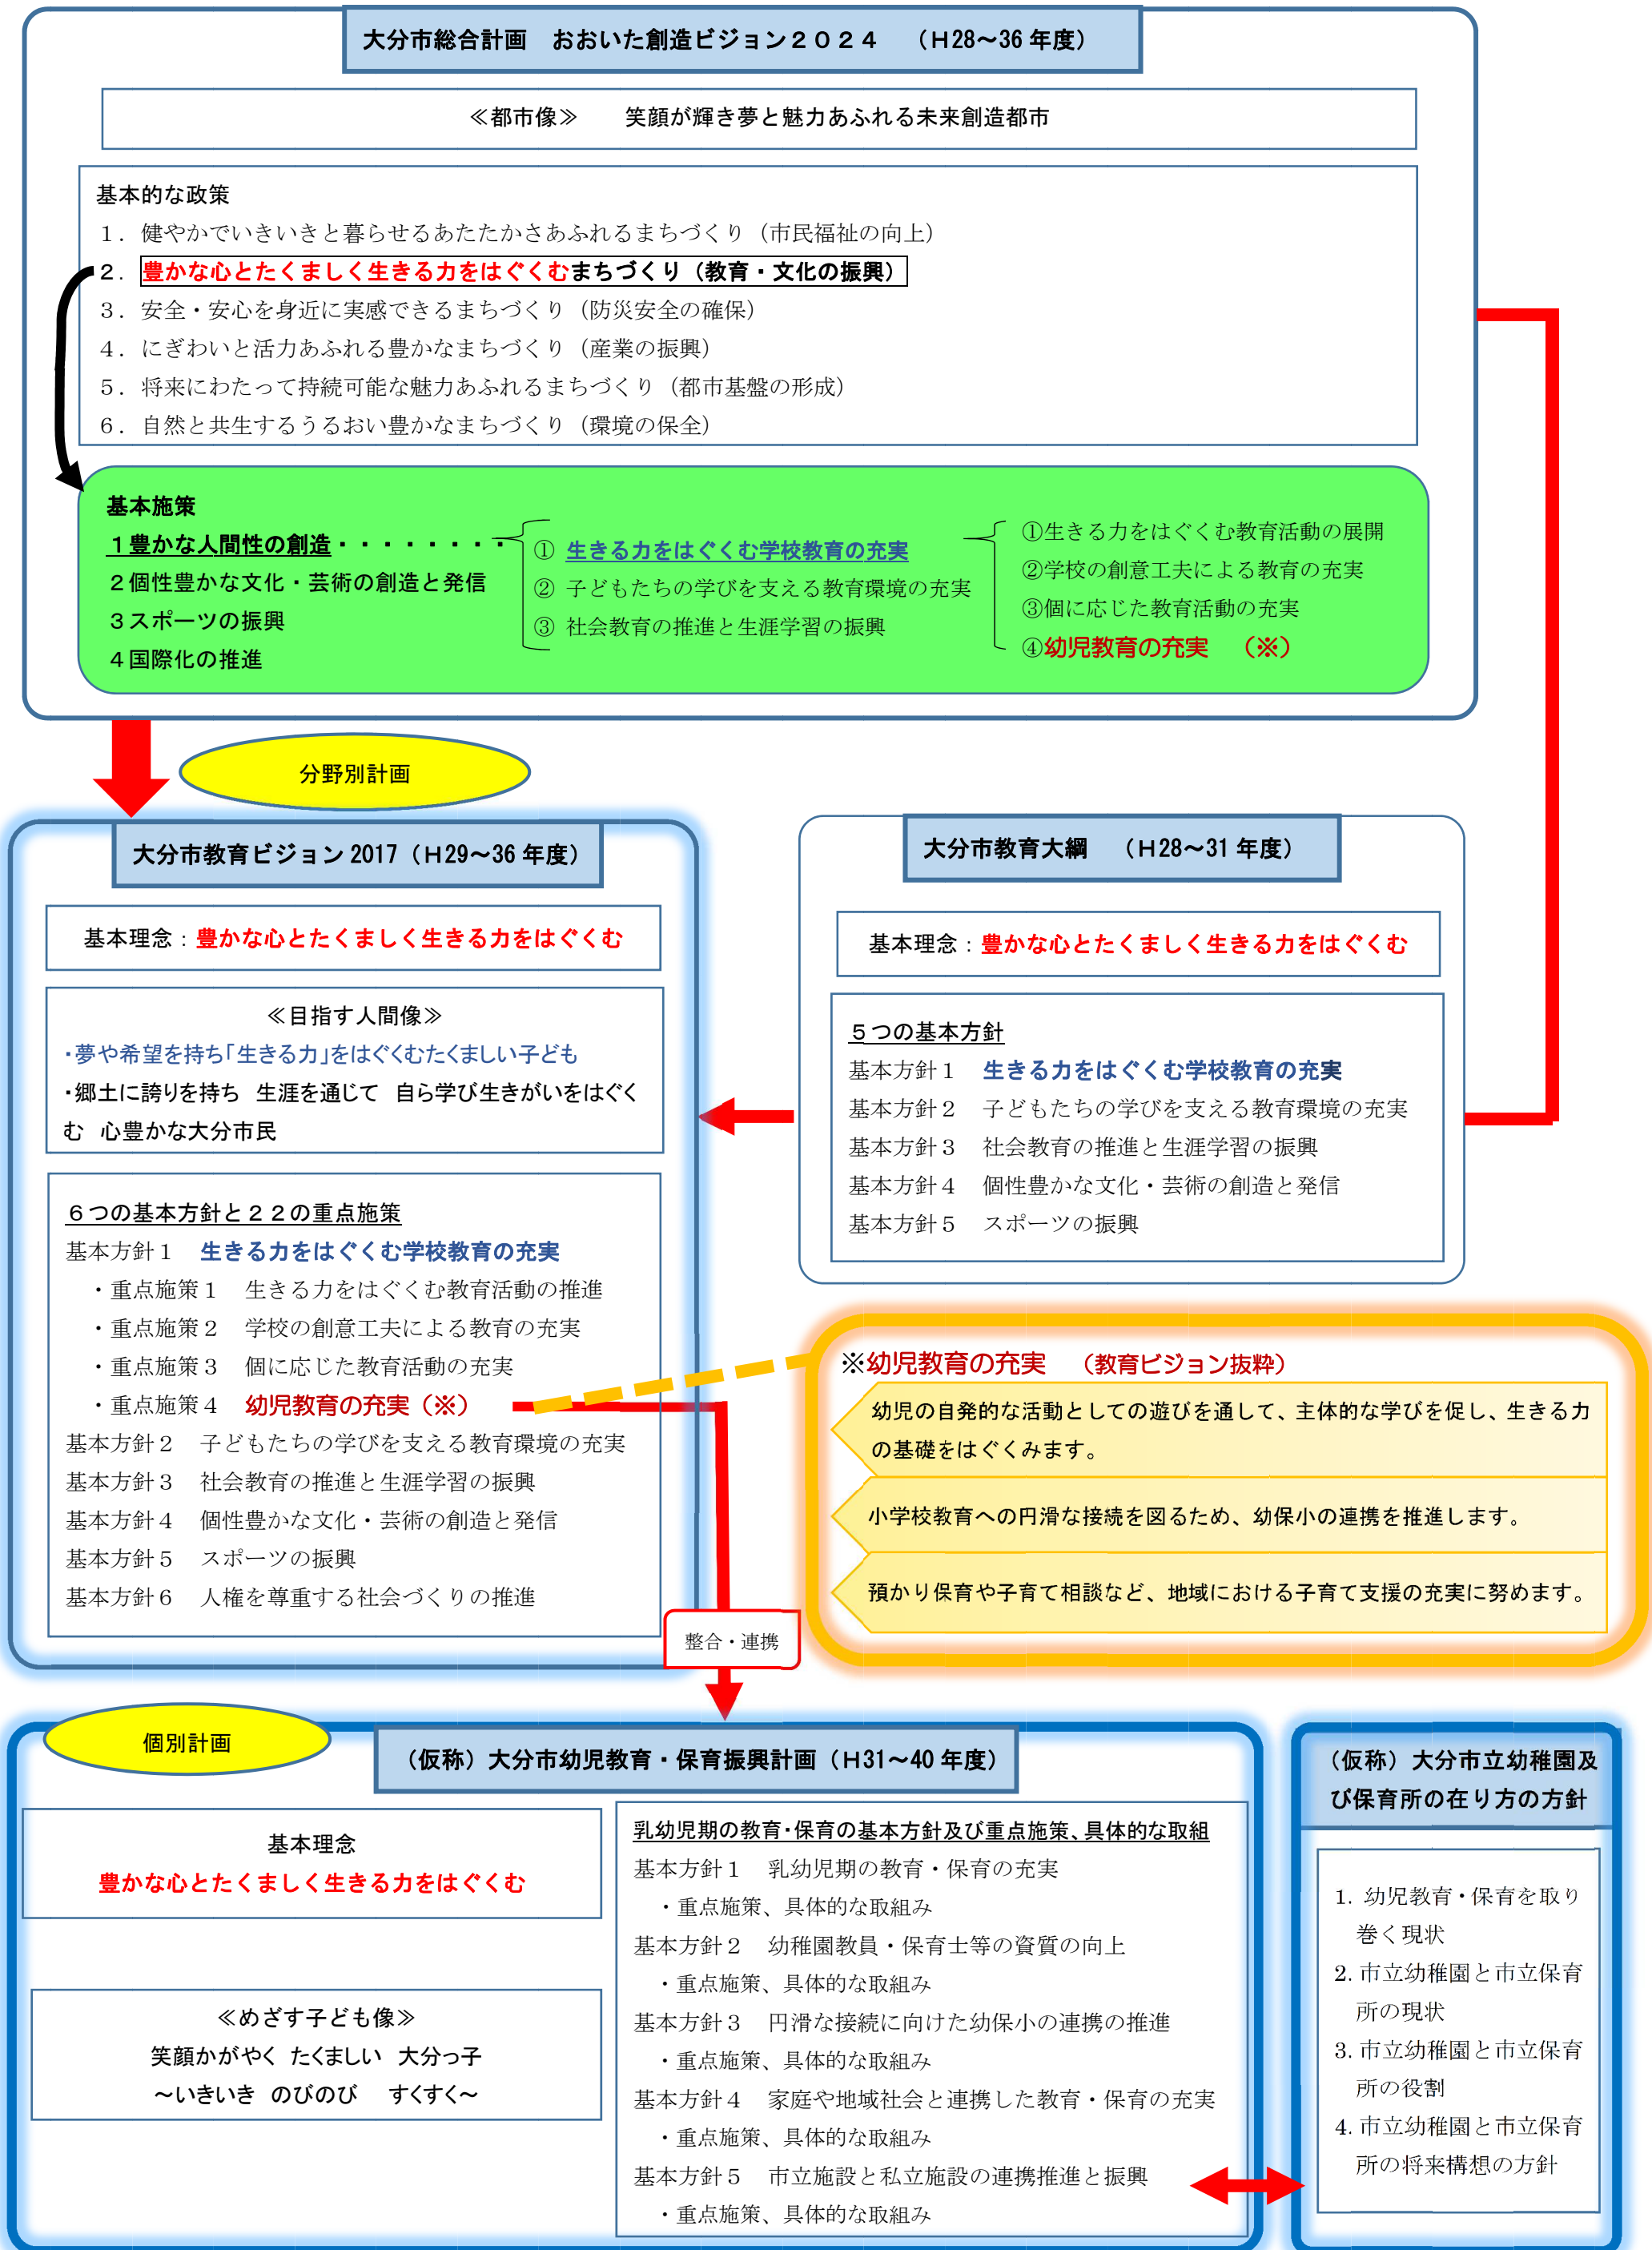 大分市総合計画　おおいた創造ビジョン２０２４　（Ｈ28～36 年度）
≪都市像≫　　笑顔が輝き夢と魅力あふれる未来創造都市
基本的な政策
１．健やかでいきいきと暮らせるあたたかさあふれるまちづくり（市民福祉の向上）
２．豊かな心とたくましく生きる力をはぐくむまちづくり（教育・文化の振興）
３．安全・安心を身近に実感できるまちづくり（防災安全の確保）
４．にぎわいと活力あふれる豊かなまちづくり（産業の振興）
５．将来にわたって持続可能な魅力あふれるまちづくり（都市基盤の形成）
６．自然と共生するうるおい豊かなまちづくり（環境の保全）
基本施策
１豊かな人間性の創造・・・・・・・・
２個性豊かな文化・芸術の創造と発信
３スポーツの振興
４国際化の推進
① 生きる力をはぐくむ学校教育の充実
② 子どもたちの学びを支える教育環境の充実
③ 社会教育の推進と生涯学習の振興
①生きる力をはぐくむ教育活動の展開
②学校の創意工夫による教育の充実
③個に応じた教育活動の充実
④幼児教育の充実　（※）
分野別計画
大分市教育ビジョン 2017（Ｈ29～36 年度）
基本理念：豊かな心とたくましく生きる力をはぐくむ
≪目指す人間像≫
・夢や希望を持ち「生きる力」をはぐくむたくましい子ども
・郷土に誇りを持ち　生涯を通じて　自ら学び生きがいをはぐく
む　心豊かな大分市民
６つの基本方針と２２の重点施策
基本方針１　生きる力をはぐくむ学校教育の充実
・重点施策１　生きる力をはぐくむ教育活動の推進
・重点施策２　学校の創意工夫による教育の充実
・重点施策３　個に応じた教育活動の充実
・重点施策４　幼児教育の充実（※）
基本方針２　子どもたちの学びを支える教育環境の充実
基本方針３　社会教育の推進と生涯学習の振興
基本方針４　個性豊かな文化・芸術の創造と発信
基本方針５　スポーツの振興
基本方針６　人権を尊重する社会づくりの推進
大分市教育大綱　（Ｈ28～31 年度）
基本理念：豊かな心とたくましく生きる力をはぐくむ
５つの基本方針
基本方針１　生きる力をはぐくむ学校教育の充実
基本方針２　子どもたちの学びを支える教育環境の充実
基本方針３　社会教育の推進と生涯学習の振興
基本方針４　個性豊かな文化・芸術の創造と発信
基本方針５　スポーツの振興
※幼児教育の充実　（教育ビジョン抜粋）
幼児の自発的な活動としての遊びを通して、主体的な学びを促し、生きる力
の基礎をはぐくみます。
小学校教育への円滑な接続を図るため、幼保小の連携を推進します。
預かり保育や子育て相談など、地域における子育て支援の充実に努めます。
整合・連携
個別計画
（仮称）大分市幼児教育・保育振興計画（Ｈ31～40 年度）
基本理念
豊かな心とたくましく生きる力をはぐくむ
≪めざす子ども像≫
笑顔かがやく　たくましい　大分っ子
～いきいき　のびのび　すくすく～
乳幼児期の教育・保育の基本方針及び重点施策、具体的な取組
基本方針１　乳幼児期の教育・保育の充実
・重点施策、具体的な取組み
基本方針２　幼稚園教員・保育士等の資質の向上
・重点施策、具体的な取組み
基本方針３　円滑な接続に向けた幼保小の連携の推進
・重点施策、具体的な取組み
基本方針４　家庭や地域社会と連携した教育・保育の充実
・重点施策、具体的な取組み
基本方針５　市立施設と私立施設の連携推進と振興
・重点施策、具体的な取組み
（仮称）大分市立幼稚園及
び保育所の在り方の方針
1. 幼児教育・保育を取り
巻く現状
2. 市立幼稚園と市立保育
所の現状
3. 市立幼稚園と市立保育
所の役割
4. 市立幼稚園と市立保育
所の将来構想の方針